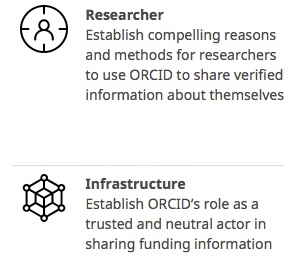 Researcher
Establish compelling reasons
and methods for researchers
to use ORCID to share verified
information about themselves
Infrastructure
Establish ORCID’s role as a
trusted and neutral actor in
sharing funding information